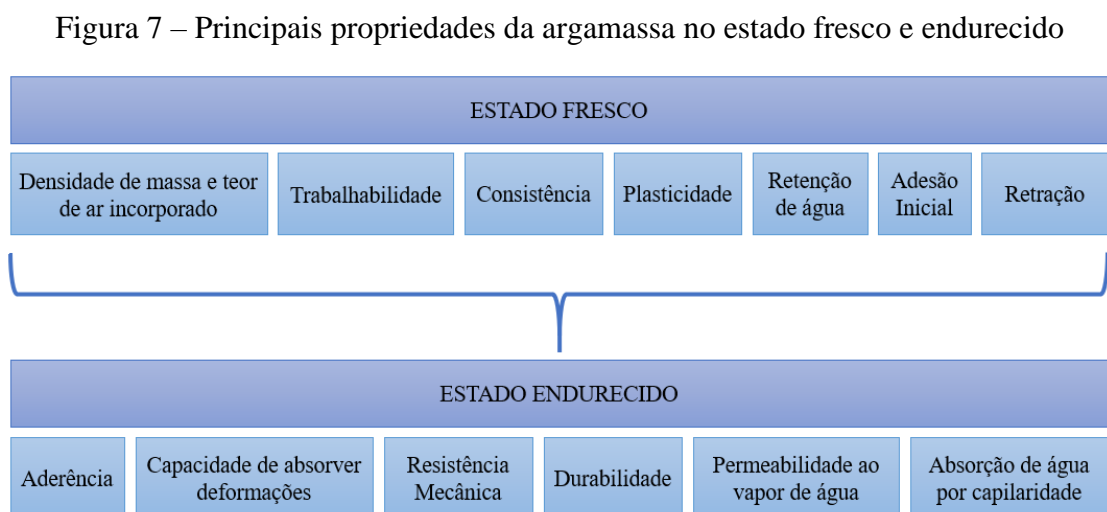 Figura 7 – Principais propriedades da argamassa no estado fresco e endurecido
ESTADO FRESCO
Densidade de massa e teor
de ar incorporado
Trabalhabilidade
Consistência
Plasticidade
Retenção
de água
Adesão
Inicial
Retração
ESTADO ENDURECIDO
Aderência
Capacidade de absorver
deformações
Resistência
Mecânica
Durabilidade
Permeabilidade ao
vapor de água
Absorção de água
por capilaridade